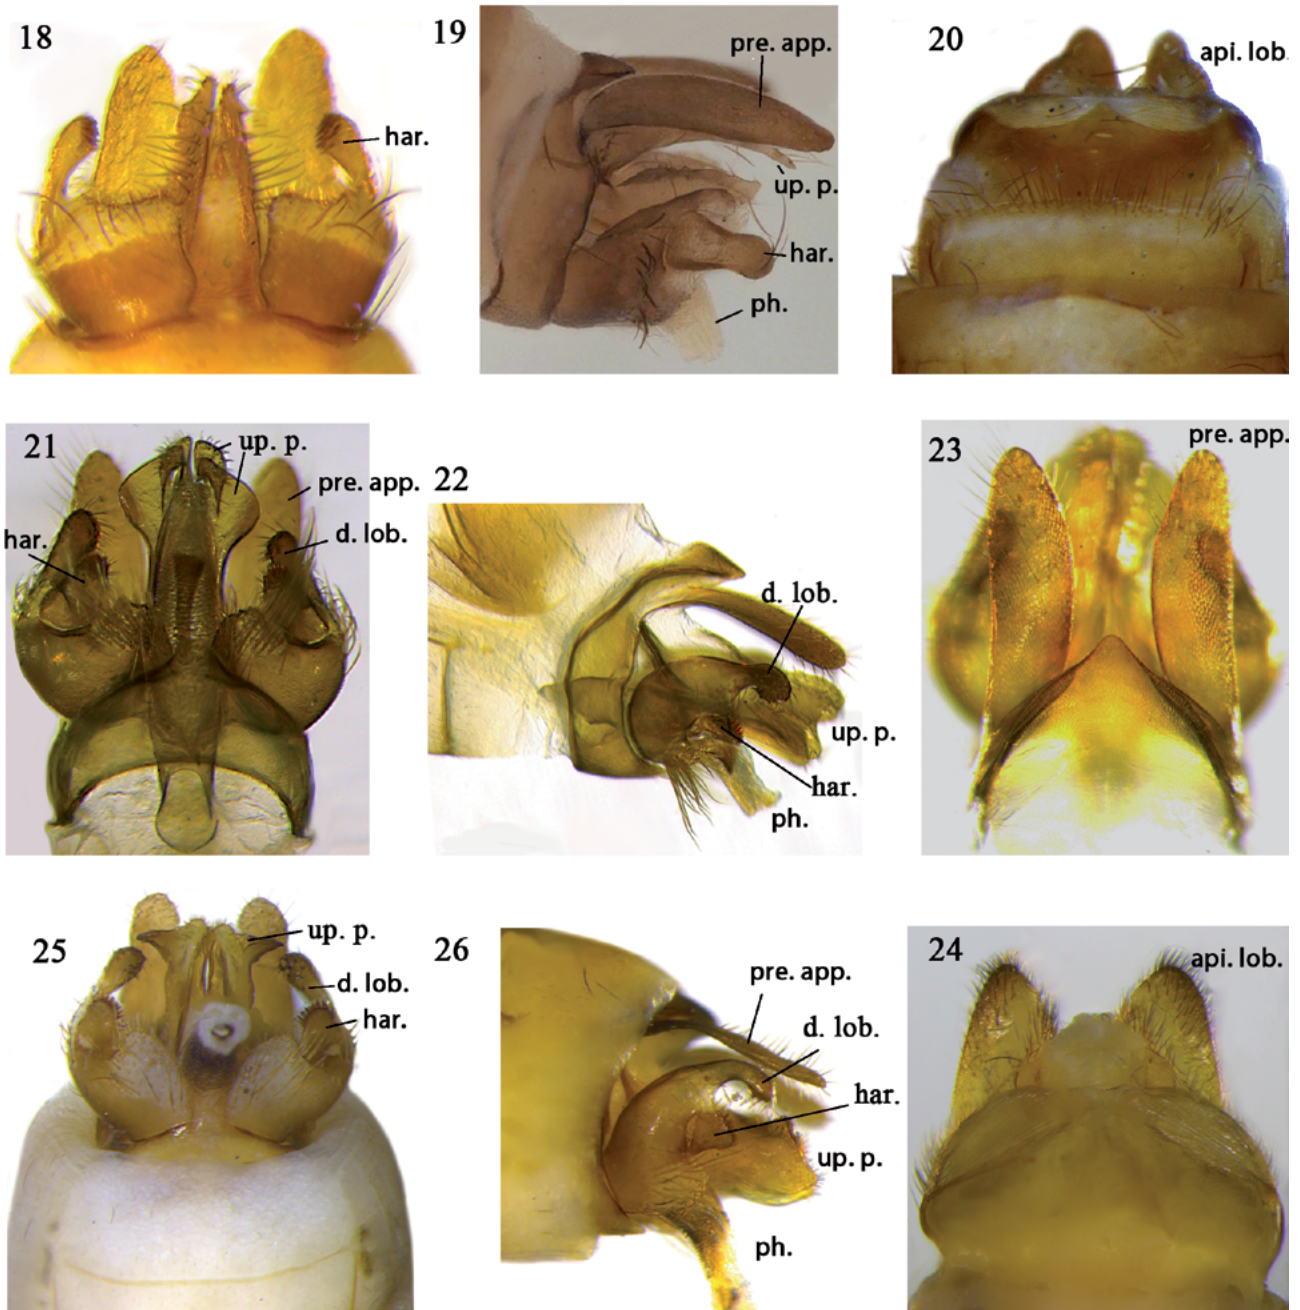 18
har.
19
pre. app.
up. p.
har.
ph.
20
api. lob.
21
up. p.
pre. app.
d. lob.
har.
22
d. lob.
up. p.
har.
ph.
23
pre. app.
25
up. p.
d. lob.
har.
26
pre. app.
d. lob.
har.
up. p.
ph.
24
api. lob.